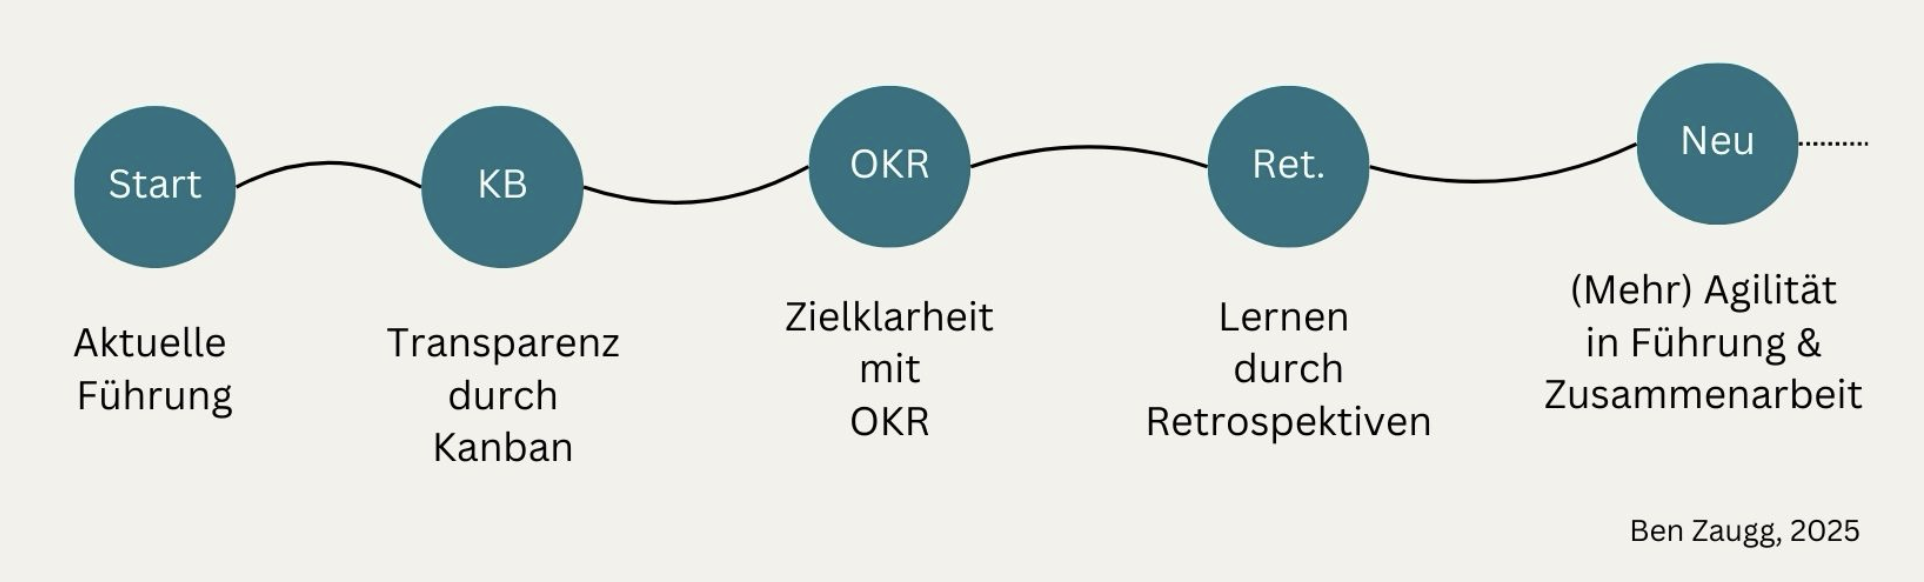 Start
KB
OKR
Ret.
Neu
Aktuelle
Führung
Transparenz
durch
Kanban
Zielklarheit
mit
OKR
Lernen
durch
Retrospektiven
(Mehr) Agilität
in Führung &
Zusammenarbeit
Ben Zaugg, 2025